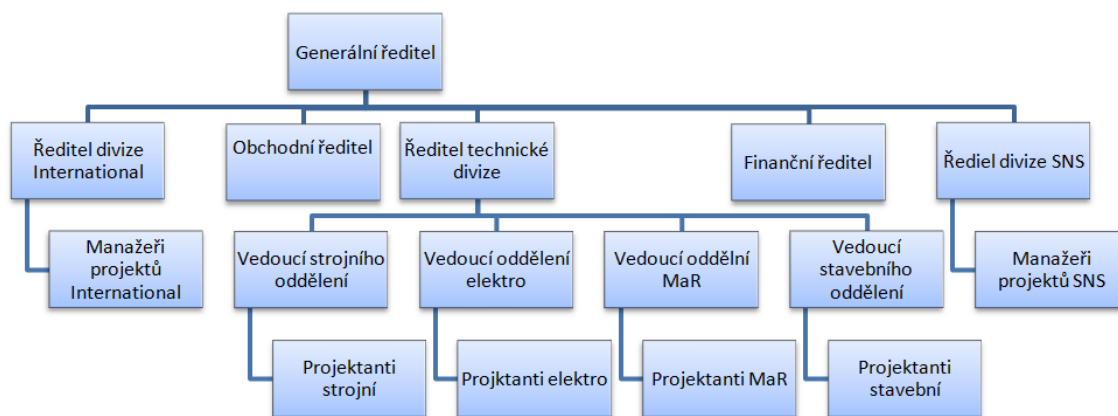 Generální ředitel
Ředitel divize
International
Obchodní ředitel
Ředitel technické
divize
Finanční ředitel
Řediel divize SNS
Manažeři
projektů
International
Vedoucí strojního
oddělení
Vedoucí oddělení
elektro
Vedoucí oddělní
MaR
Vedoucí
stavebního
oddělení
Manažeři
projektů SNS
Projektanti
strojní
Projktanti elektro
Projektanti MaR
Projektanti
stavební